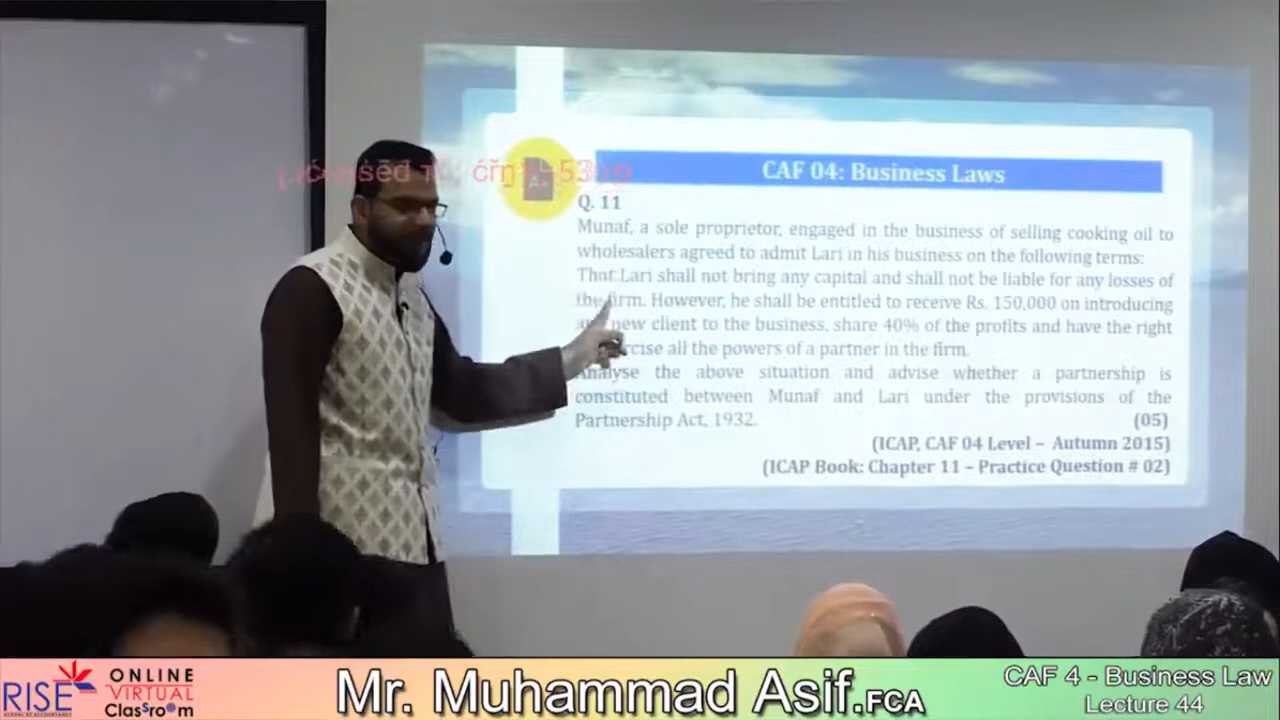 CAF 04: Business Laws
Q. 11
Munaf, a sole proprietor, engaged in the business of selling cooking oil to
wholesalers agreed to admit Lari in his business on the following terms:
That Lari shall not bring any capital and shall not be liable for any losses of
the firm. However, he shall be entitled to receive Rs. 150,000 on introducing
new client to the business, share 40% of the profits and have the right
all the powers of a partner in the firm.
Analyse the above situation and advise whether a partnership is
constituted between Munaf and Lari under the provisions of the
Partnership Act, 1932. (05)
(ICAP, CAF 04 Level – Autumn 2015)
(ICAP Book: Chapter 11 – Practice Question # 02)
RISE
ONLINE
VIRTUAL
Classroom
Mr. Muhammad Asif.FCA
CAF 4 - Business Law
Lecture 44